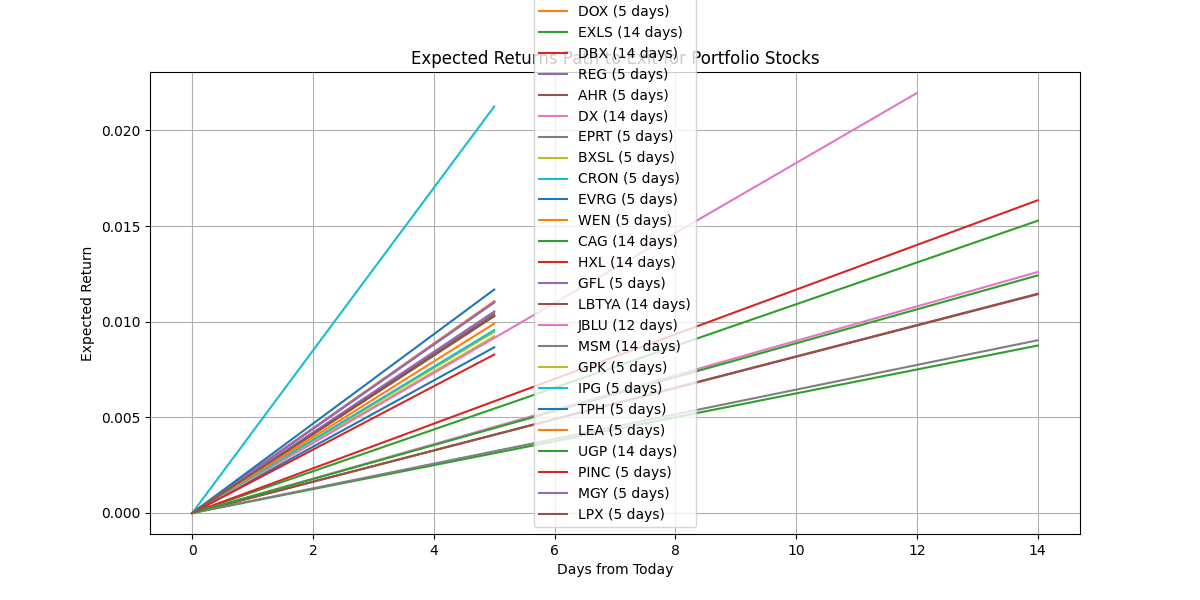 DOX (5 days)
EXLS (14 days)
DBX (14 days)
Expected Returns Path to Exit for Portfolio Stocks
REG (5 days)
AHR (5 days)
DX (14 days)
EPRT (5 days)
BXSL (5 days)
CRON (5 days)
EVRG (5 days)
WEN (5 days)
CAG (14 days)
HXL (14 days)
GFL (5 days)
LBTYA (14 days)
JBLU (12 days)
MSM (14 days)
GPK (5 days)
IPG (5 days)
TPH (5 days)
LEA (5 days)
UGP (14 days)
PINC (5 days)
MGY (5 days)
LPX (5 days)
Expected Return
0.020
0.015
0.010
0.005
0.000
0 2 4 6 8 10 12 14
Days from Today